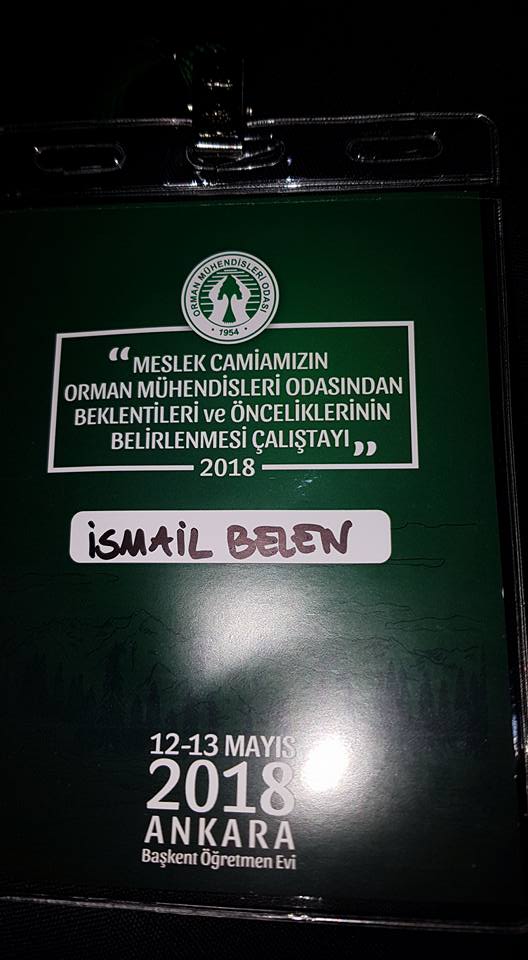 ORMAN MÜHENDİSLERİ ODASI
• 1954 •
“MESLEK CAMİAMIZIN
ORMAN MÜHENDİSLERİ ODASINDAN
BEKLENTİLERİ ve ÖNCELİKLERİNİN
BELİRLENMESİ ÇALIŞTAYI”
2018
İSMAİL BELEN
12-13 MAYIS
2018
ANKARA
Başkent Öğretmen Evi